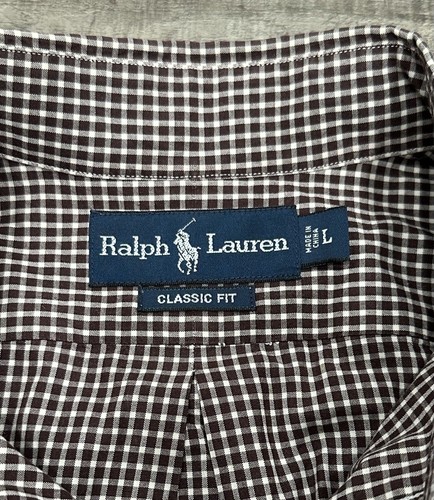 Ralph Lauren
MADE IN
CHINA
L
CLASSIC FIT